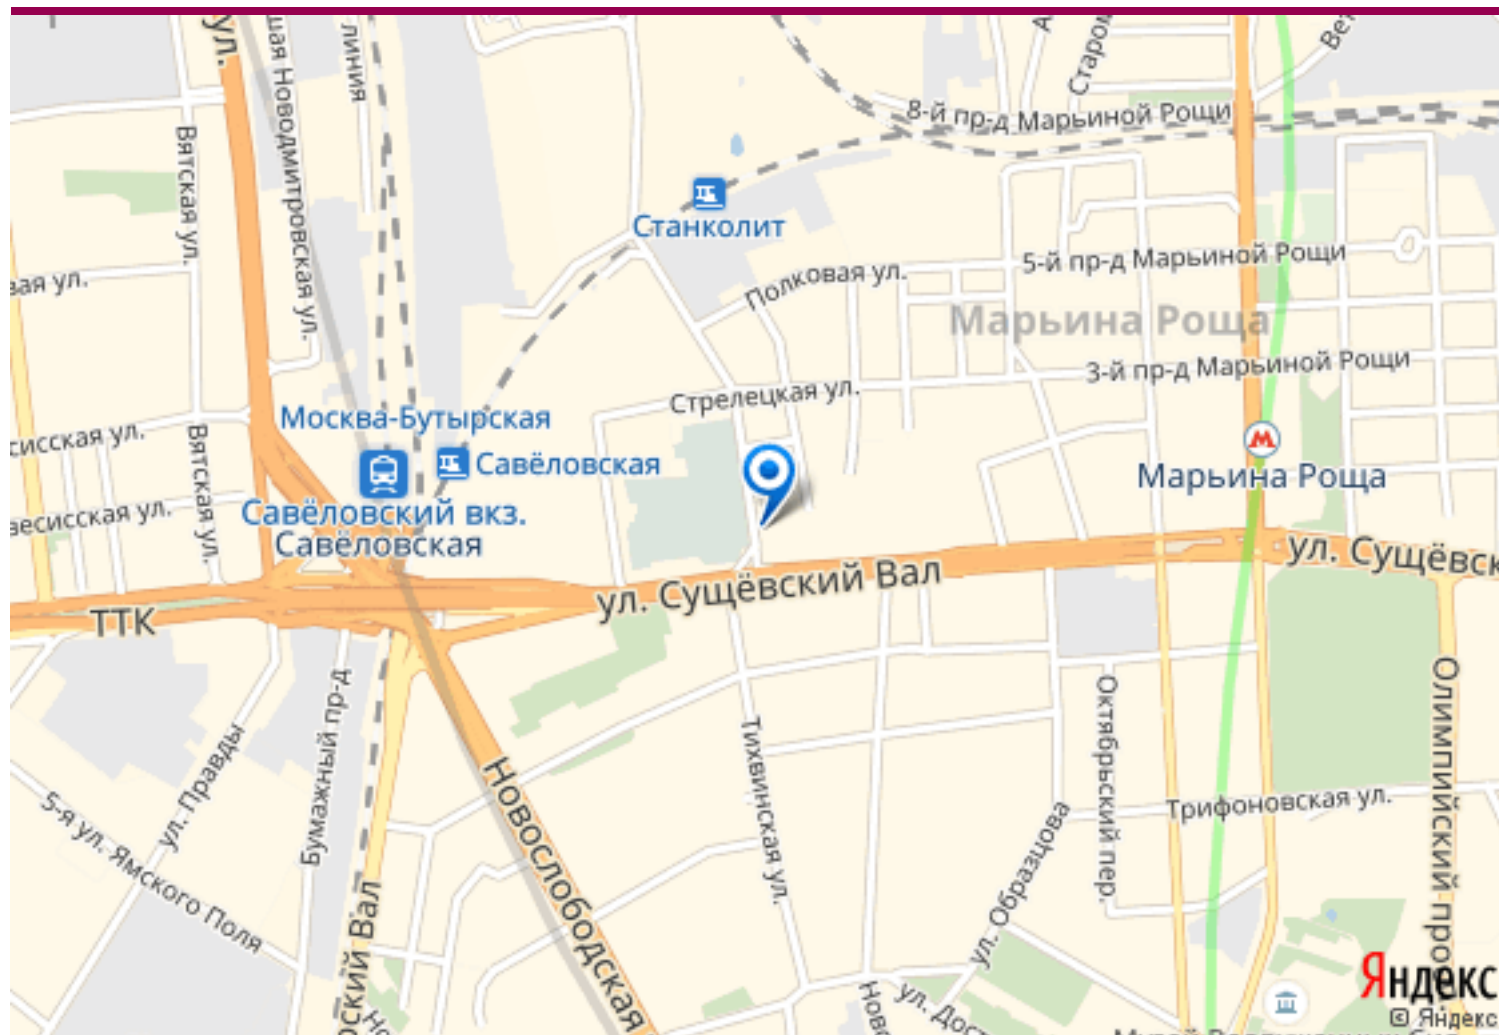 ул.
линия
8-й пр-д Марьиной Рощи
Вятская ул.
Станколит
5-й пр-д Марьиной Рощи
Полковая ул.
Марьина Роща
3-й пр-д Марьиной Рощи
Стрелецкая ул.
Москва-Бутырская
Савёловская
Вятская ул.
Марьина Роща
Савёловский вкз.
Савёловская
ул. Сущёвский Вал
ТТК
Бумажный пр-д
ул. Правды
5-я ул. Ямского Поля
Новослободская
Тихвинская ул.
Октябрьский пер.
Трифоновская ул.
ул. Образцова
Яндекс
© Яндекс